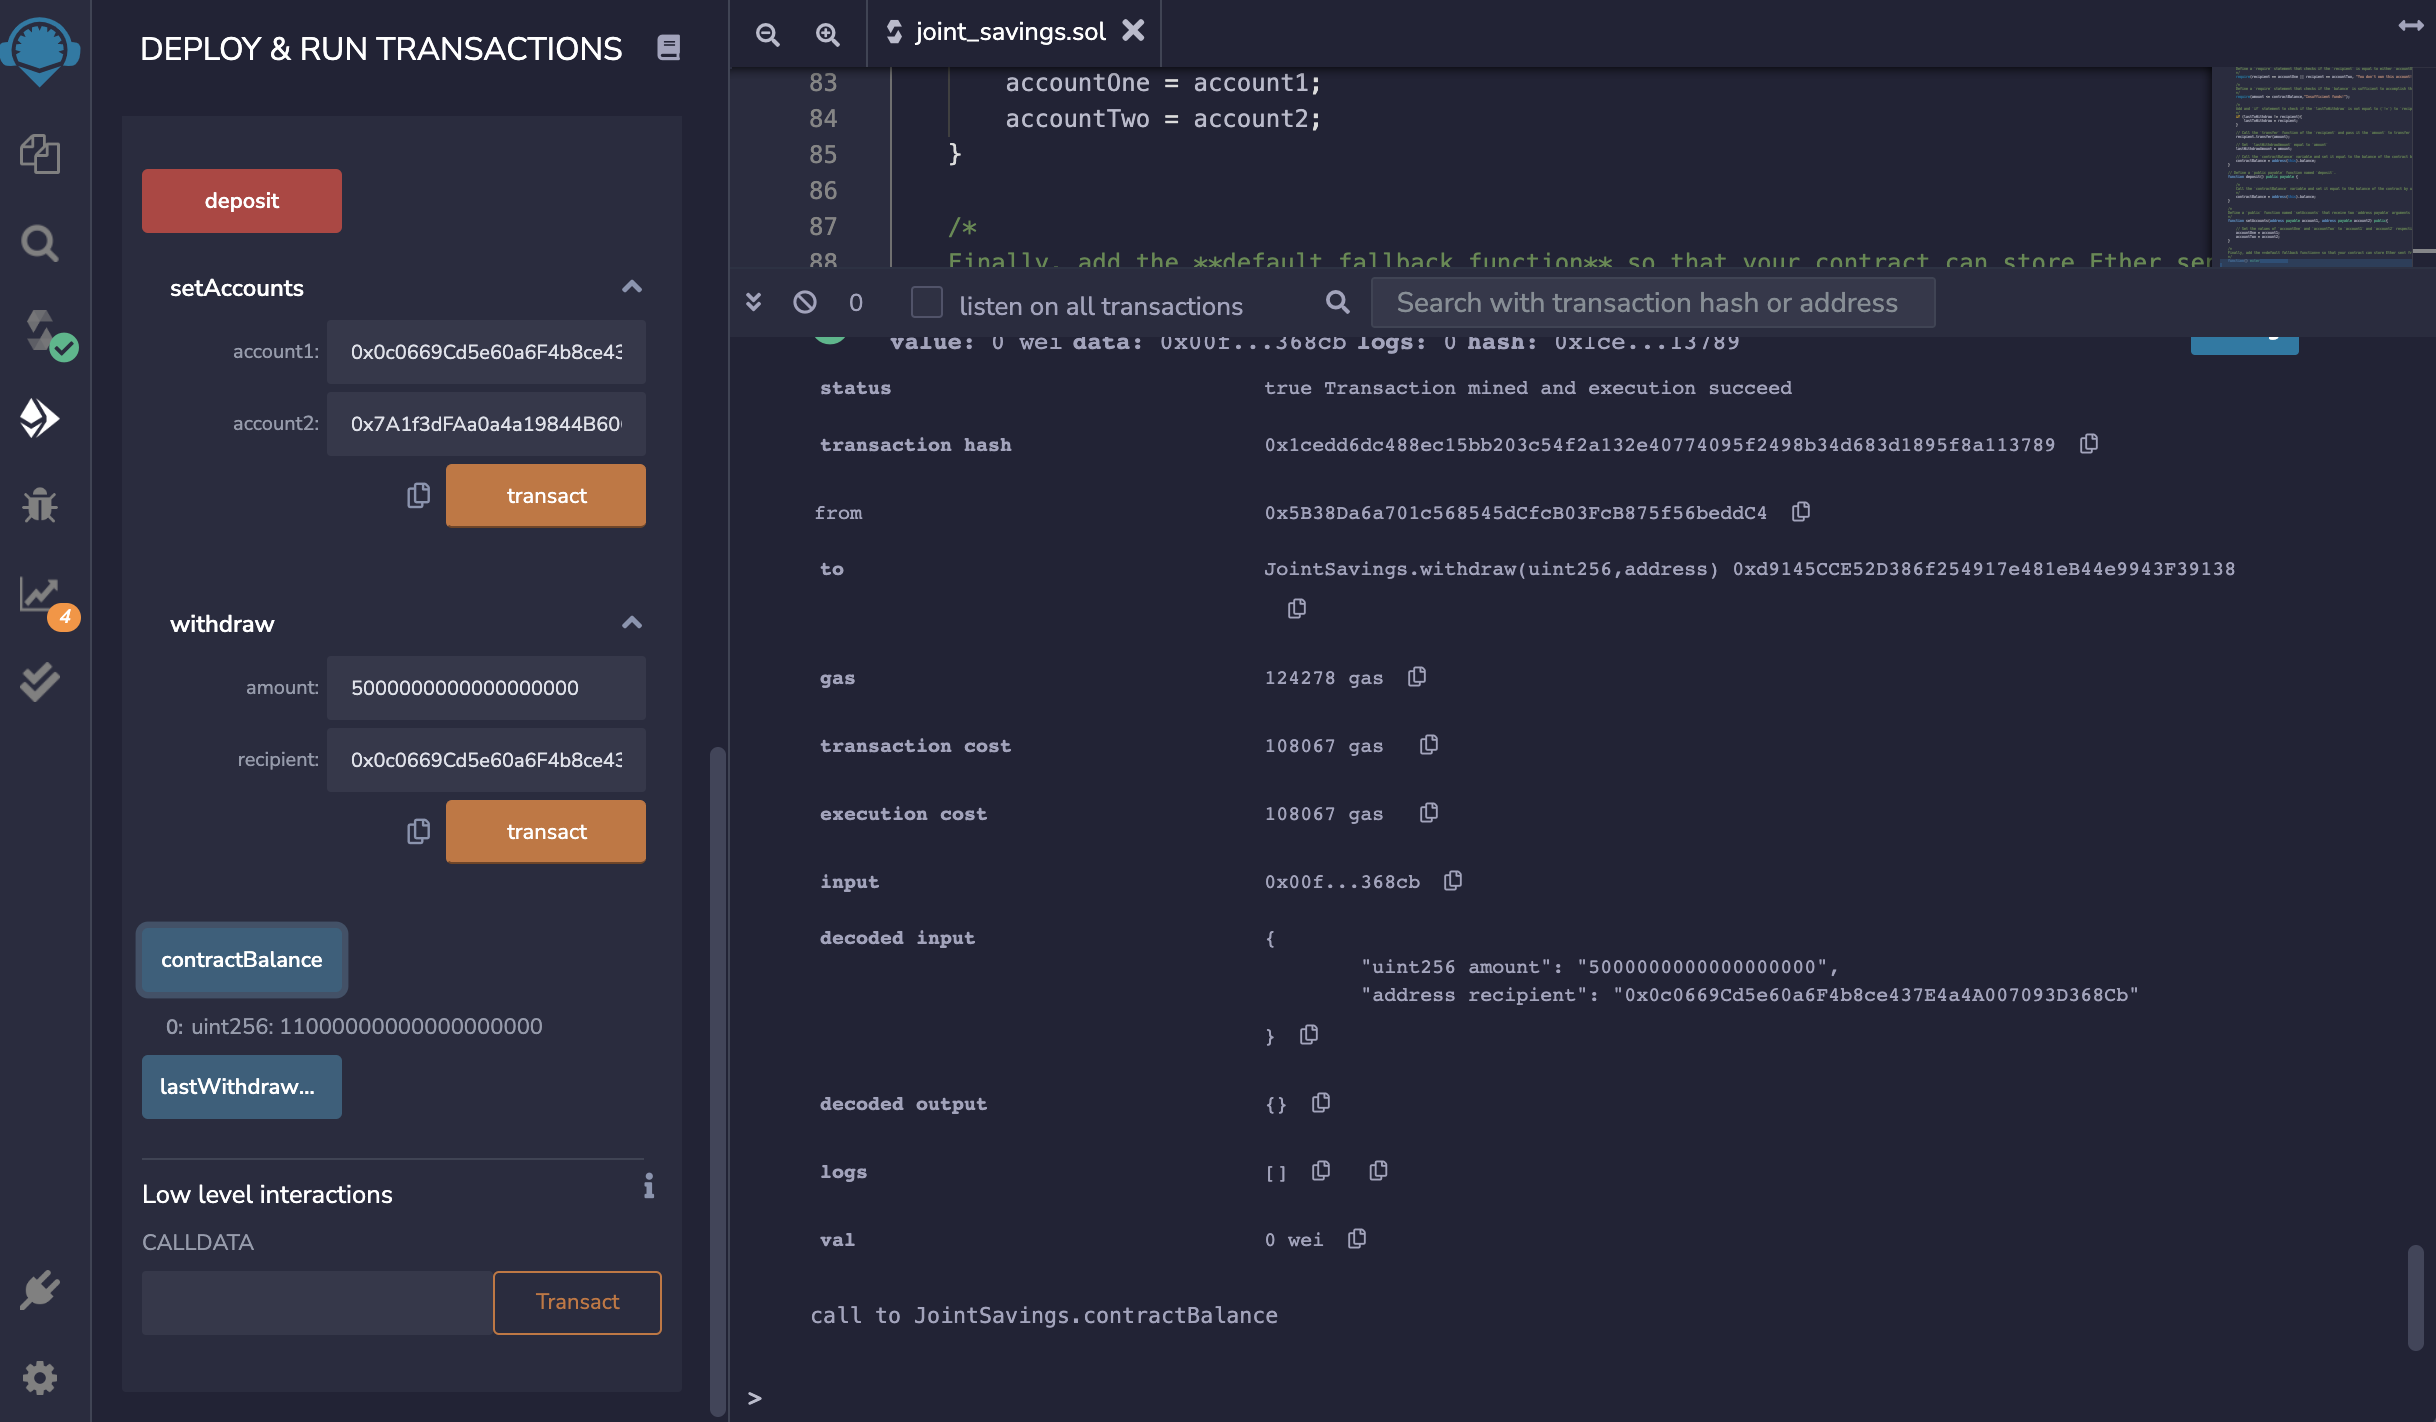 DEPLOY & RUN TRANSACTIONS
deposit
setAccounts
account1: 0x0c0669Cd5e60a6F4b8ce43
account2: 0x7A1f3dFAa0a4a19844B60
transact
withdraw
amount: 5000000000000000000
recipient: 0x0c0669Cd5e60a6F4b8ce43
transact
contractBalance
0: uint256: 11000000000000000000
lastWithdraw...
Low level interactions
CALLDATA
Transact
4
joint_savings.sol
83 accountOne = account1;
84 accountTwo = account2;
85 }
86
87 /*
88 Finally, add the **default fallback function** so that your contract can store Ether
0 listen on all transactions Search with transaction hash or address
value: 0 wei data: 0x00f...368cb logs: 0 hash: 0x1ce...13789
status true Transaction mined and execution succeed
transaction hash 0x1cedd6dc488ec15bb203c54f2a132e40774095f2498b34d683d1895f8a113789
from 0x5B38Da6a701c568545dCfcB03FcB875f56beddC4
to JointSavings.withdraw(uint256,address) 0xd9145CCE52D386f254917e481eB44e9943F39138
gas 124278 gas
transaction cost 108067 gas
execution cost 108067 gas
input 0x00f...368cb
decoded input {
"uint256 amount": "5000000000000000000",
"address recipient": "0x0c0669Cd5e60a6F4b8ce437E4a4A007093D368Cb"
}
decoded output {}
logs []
val 0 wei
call to JointSavings.contractBalance
>